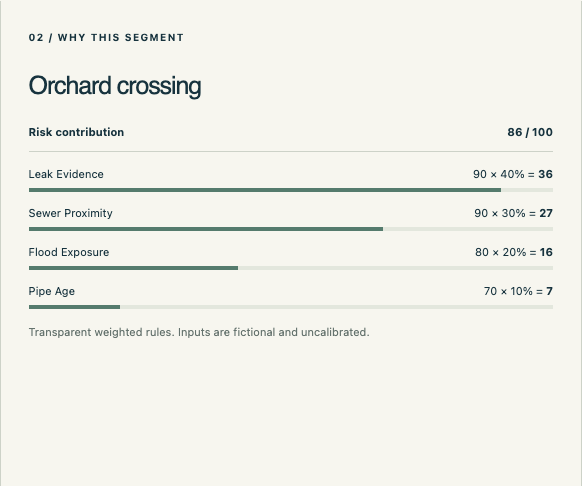 02 / WHY THIS SEGMENT
Orchard crossing
Risk contribution 86 / 100
Leak Evidence 90 × 40% = 36
Sewer Proximity 90 × 30% = 27
Flood Exposure 80 × 20% = 16
Pipe Age 70 × 10% = 7
Transparent weighted rules. Inputs are fictional and uncalibrated.